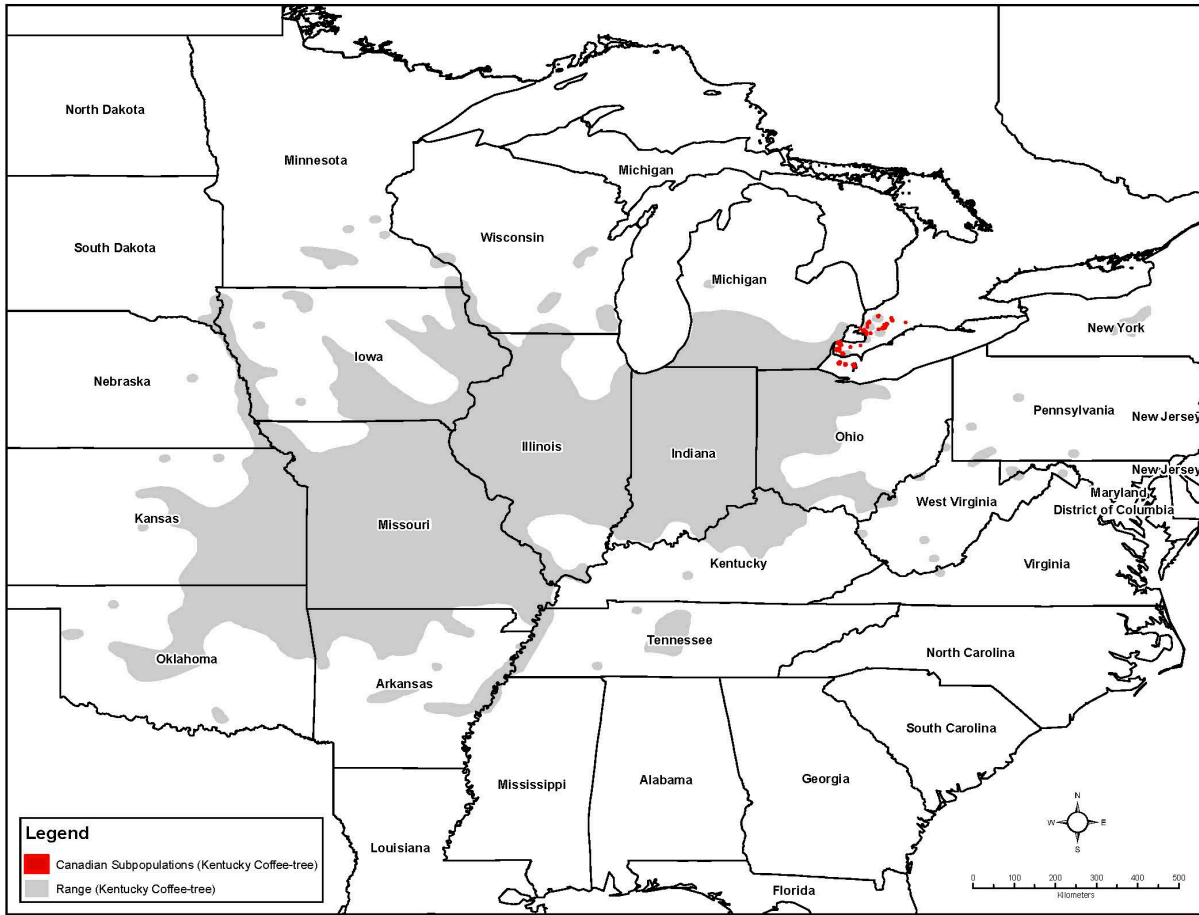 North Dakota
Minnesota
Michigan
South Dakota
Wisconsin
Michigan
New York
Iowa
Nebraska
Pennsylvania
New Jersey
Ohio
Illinois
Indiana
New Jersey
Maryland
West Virginia
District of Columbia
Kansas
Missouri
Kentucky
Virginia
Tennessee
North Carolina
Oklahoma
Arkansas
South Carolina
Mississippi
Alabama
Georgia
Louisiana
Florida
N
W
E
S
Legend
Canadian Subpopulations (Kentucky Coffee-tree)
Range (Kentucky Coffee-tree)
0 100 200 300 400 500
Kilometers